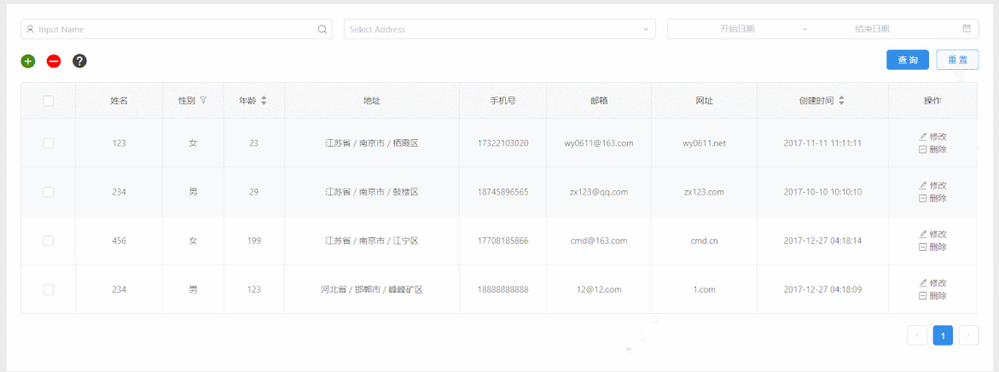 Input Name Select Address 开始日期 ~ 结束日期
查 询 重 置
姓名 性别 年龄 地址 手机号 邮箱 网址 创建时间 操作
123 女 23 江苏省 / 南京市 / 栖霞区 17322103020 wy0611@163.com wy0611.net 2017-11-11 11:11:11 修改
删除
234 男 29 江苏省 / 南京市 / 鼓楼区 18745896565 zx123@qq.com zx123.com 2017-10-10 10:10:10 修改
删除
456 女 199 江苏省 / 南京市 / 江宁区 17708185866 cmd@163.com cmd.cn 2017-12-27 04:18:14 修改
删除
234 男 123 河北省 / 邯郸市 / 峰峰矿区 18888888888 12@12.com 1.com 2017-12-27 04:18:09 修改
删除
1